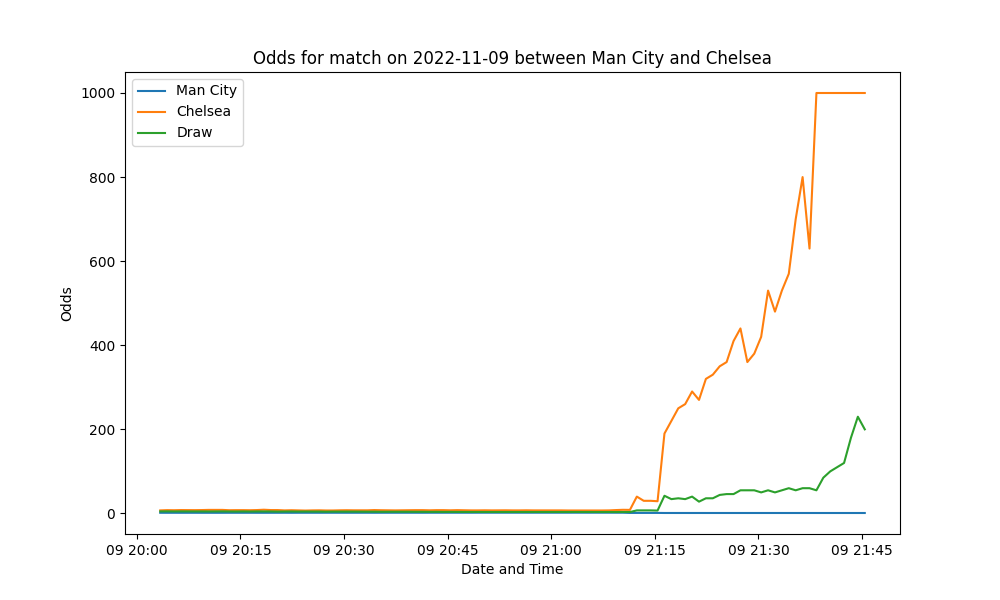 Odds for match on 2022-11-09 between Man City and Chelsea
Man City
Chelsea
Draw
1000
800
600
400
200
0
Odds
09 20:00 09 20:15 09 20:30 09 20:45 09 21:00 09 21:15 09 21:30 09 21:45
Date and Time